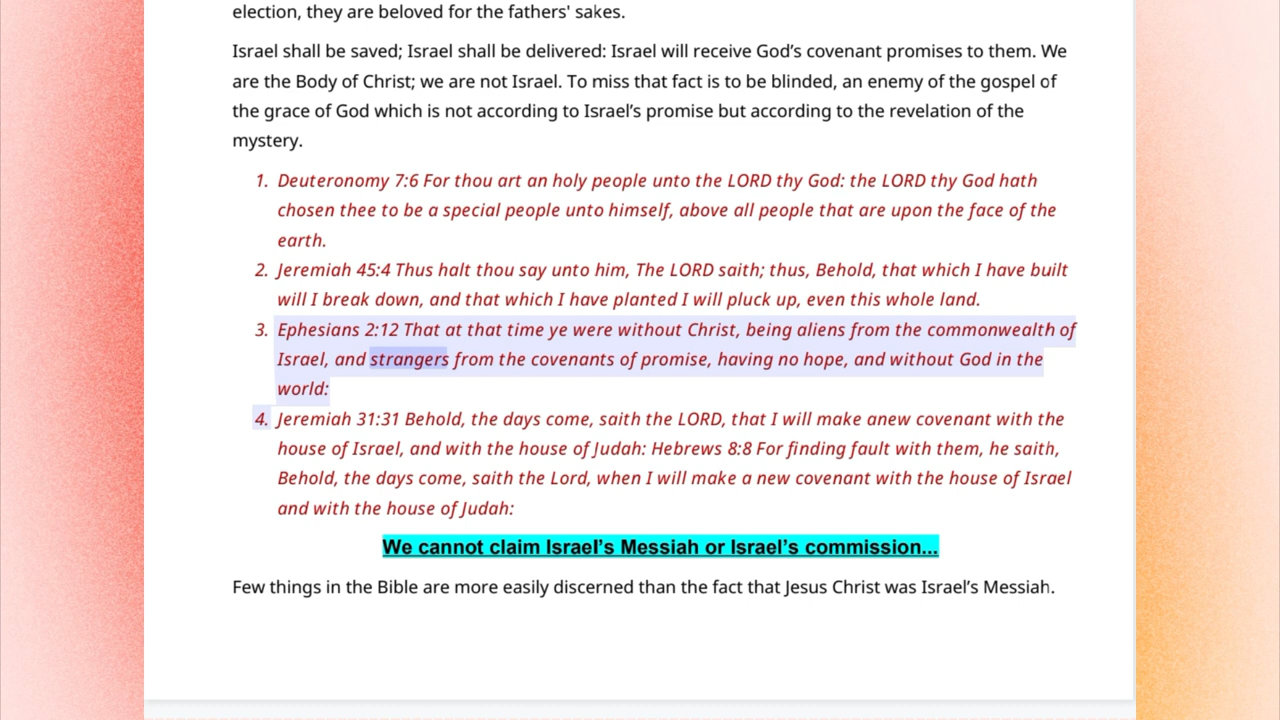 election, they are beloved for the fathers' sakes.
Israel shall be saved; Israel shall be delivered: Israel will receive God’s covenant promises to them. We
are the Body of Christ; we are not Israel. To miss that fact is to be blinded, an enemy of the gospel of
the grace of God which is not according to Israel’s promise but according to the revelation of the
mystery.
1. Deuteronomy 7:6 For thou art an holy people unto the LORD thy God: the LORD thy God hath
chosen thee to be a special people unto himself, above all people that are upon the face of the
earth.
2. Jeremiah 45:4 Thus halt thou say unto him, The LORD saith; thus, Behold, that which I have built
will I break down, and that which I have planted I will pluck up, even this whole land.
3. Ephesians 2:12 That at that time ye were without Christ, being aliens from the commonwealth of
Israel, and strangers from the covenants of promise, having no hope, and without God in the
world:
4. Jeremiah 31:31 Behold, the days come, saith the LORD, that I will make anew covenant with the
house of Israel, and with the house of Judah: Hebrews 8:8 For finding fault with them, he saith,
Behold, the days come, saith the Lord, when I will make a new covenant with the house of Israel
and with the house of Judah:
We cannot claim Israel’s Messiah or Israel’s commission...
Few things in the Bible are more easily discerned than the fact that Jesus Christ was Israel’s Messiah.